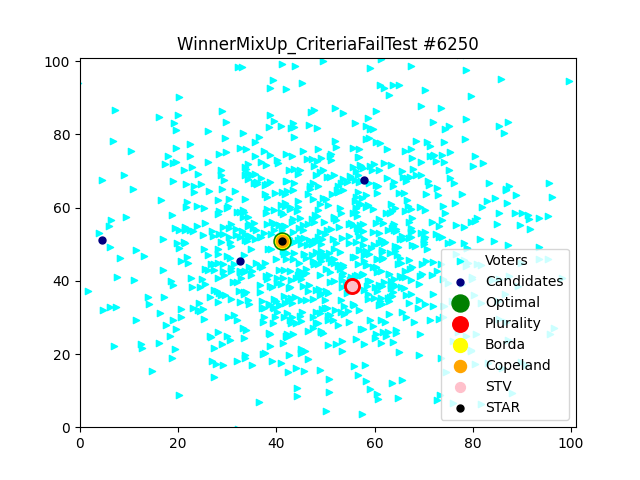 WinnerMixUp_CriteriaFailTest #6250
100
80
60
40
20
0
0 20 40 60 80 100
Voters
Candidates
Optimal
Plurality
Borda
Copeland
STV
STAR